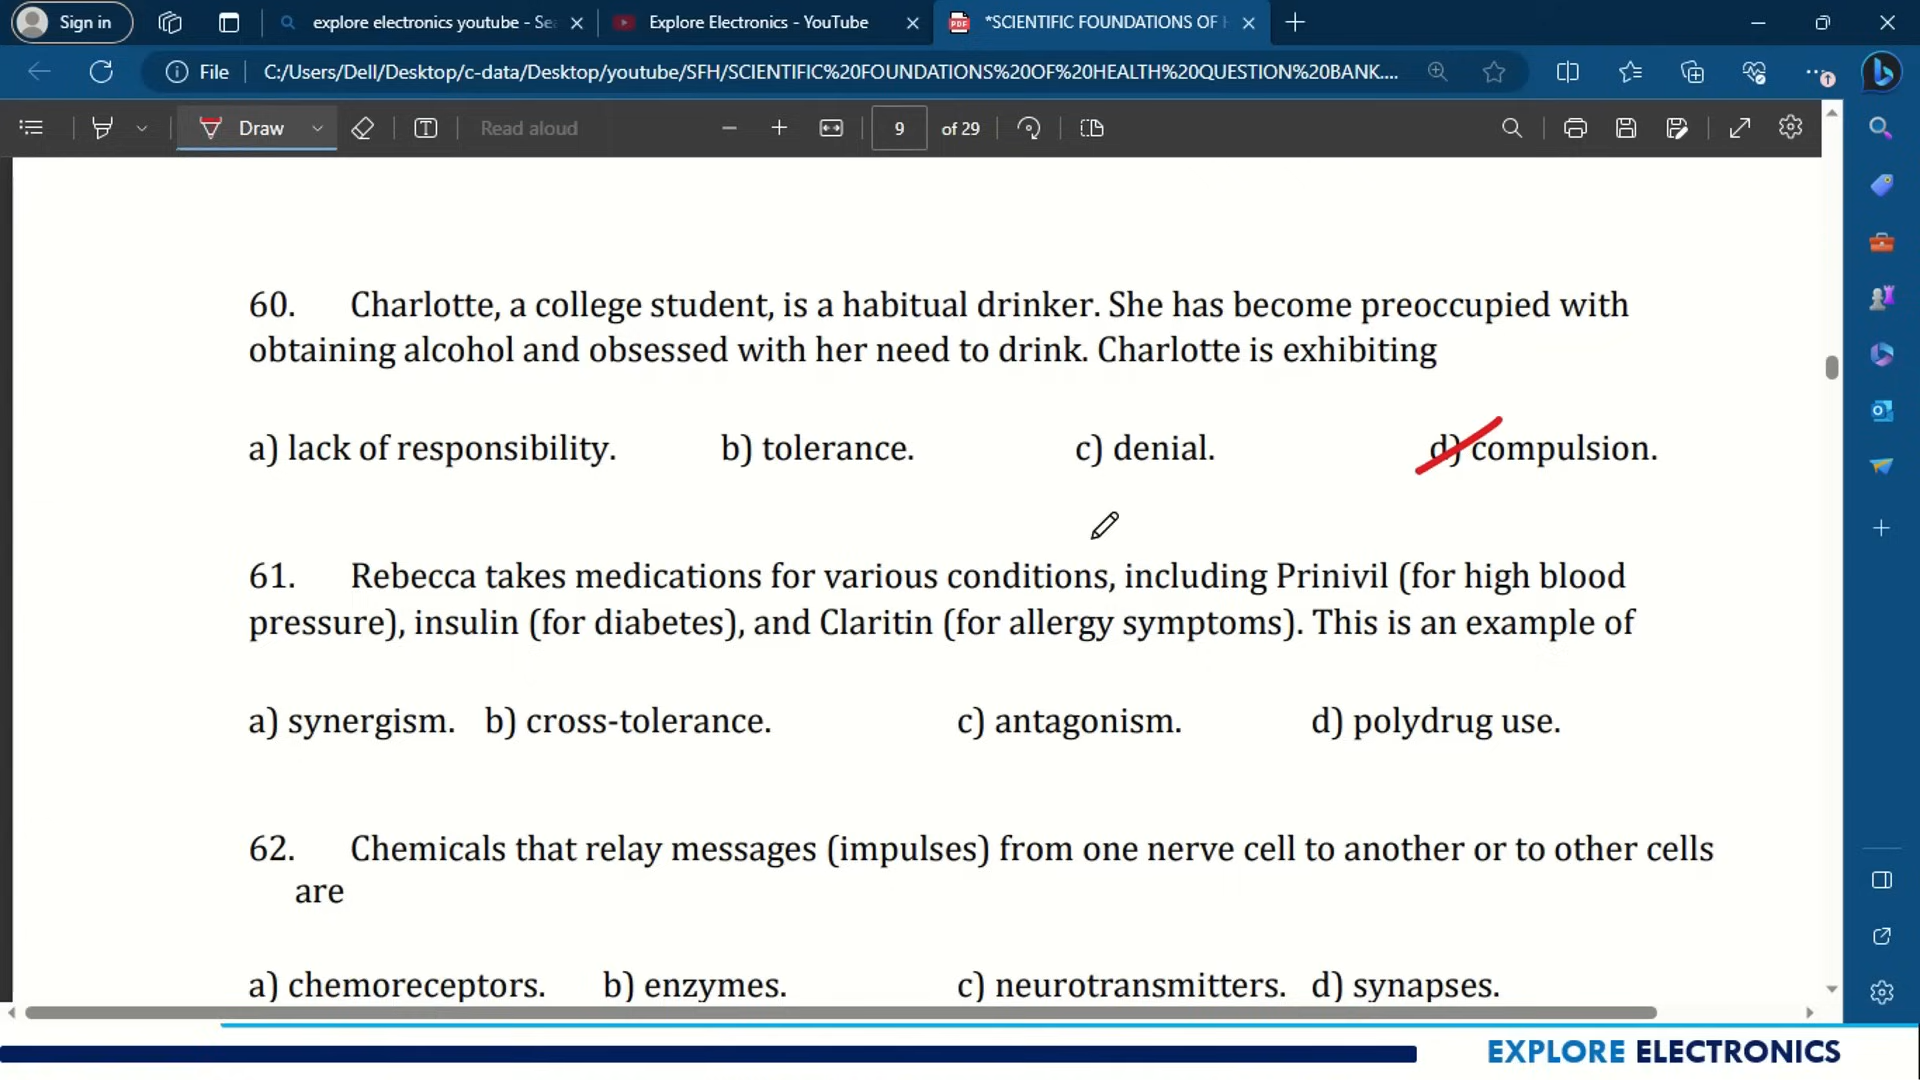 Sign in
explore electronics youtube - Se
Explore Electronics - YouTube
*SCIENTIFIC FOUNDATIONS OF
File
C:/Users/Dell/Desktop/c-data/Desktop/youtube/SFH/SCIENTIFIC%20FOUNDATIONS%20OF%20HEALTH%20QUESTION%20BANK....
Draw
Read aloud
9 of 29
60. Charlotte, a college student, is a habitual drinker. She has become preoccupied with
obtaining alcohol and obsessed with her need to drink. Charlotte is exhibiting
a) lack of responsibility. b) tolerance. c) denial. d) compulsion.
61. Rebecca takes medications for various conditions, including Prinivil (for high blood
pressure), insulin (for diabetes), and Claritin (for allergy symptoms). This is an example of
a) synergism. b) cross-tolerance. c) antagonism. d) polydrug use.
62. Chemicals that relay messages (impulses) from one nerve cell to another or to other cells
are
a) chemoreceptors. b) enzymes. c) neurotransmitters. d) synapses.
EXPLORE ELECTRONICS